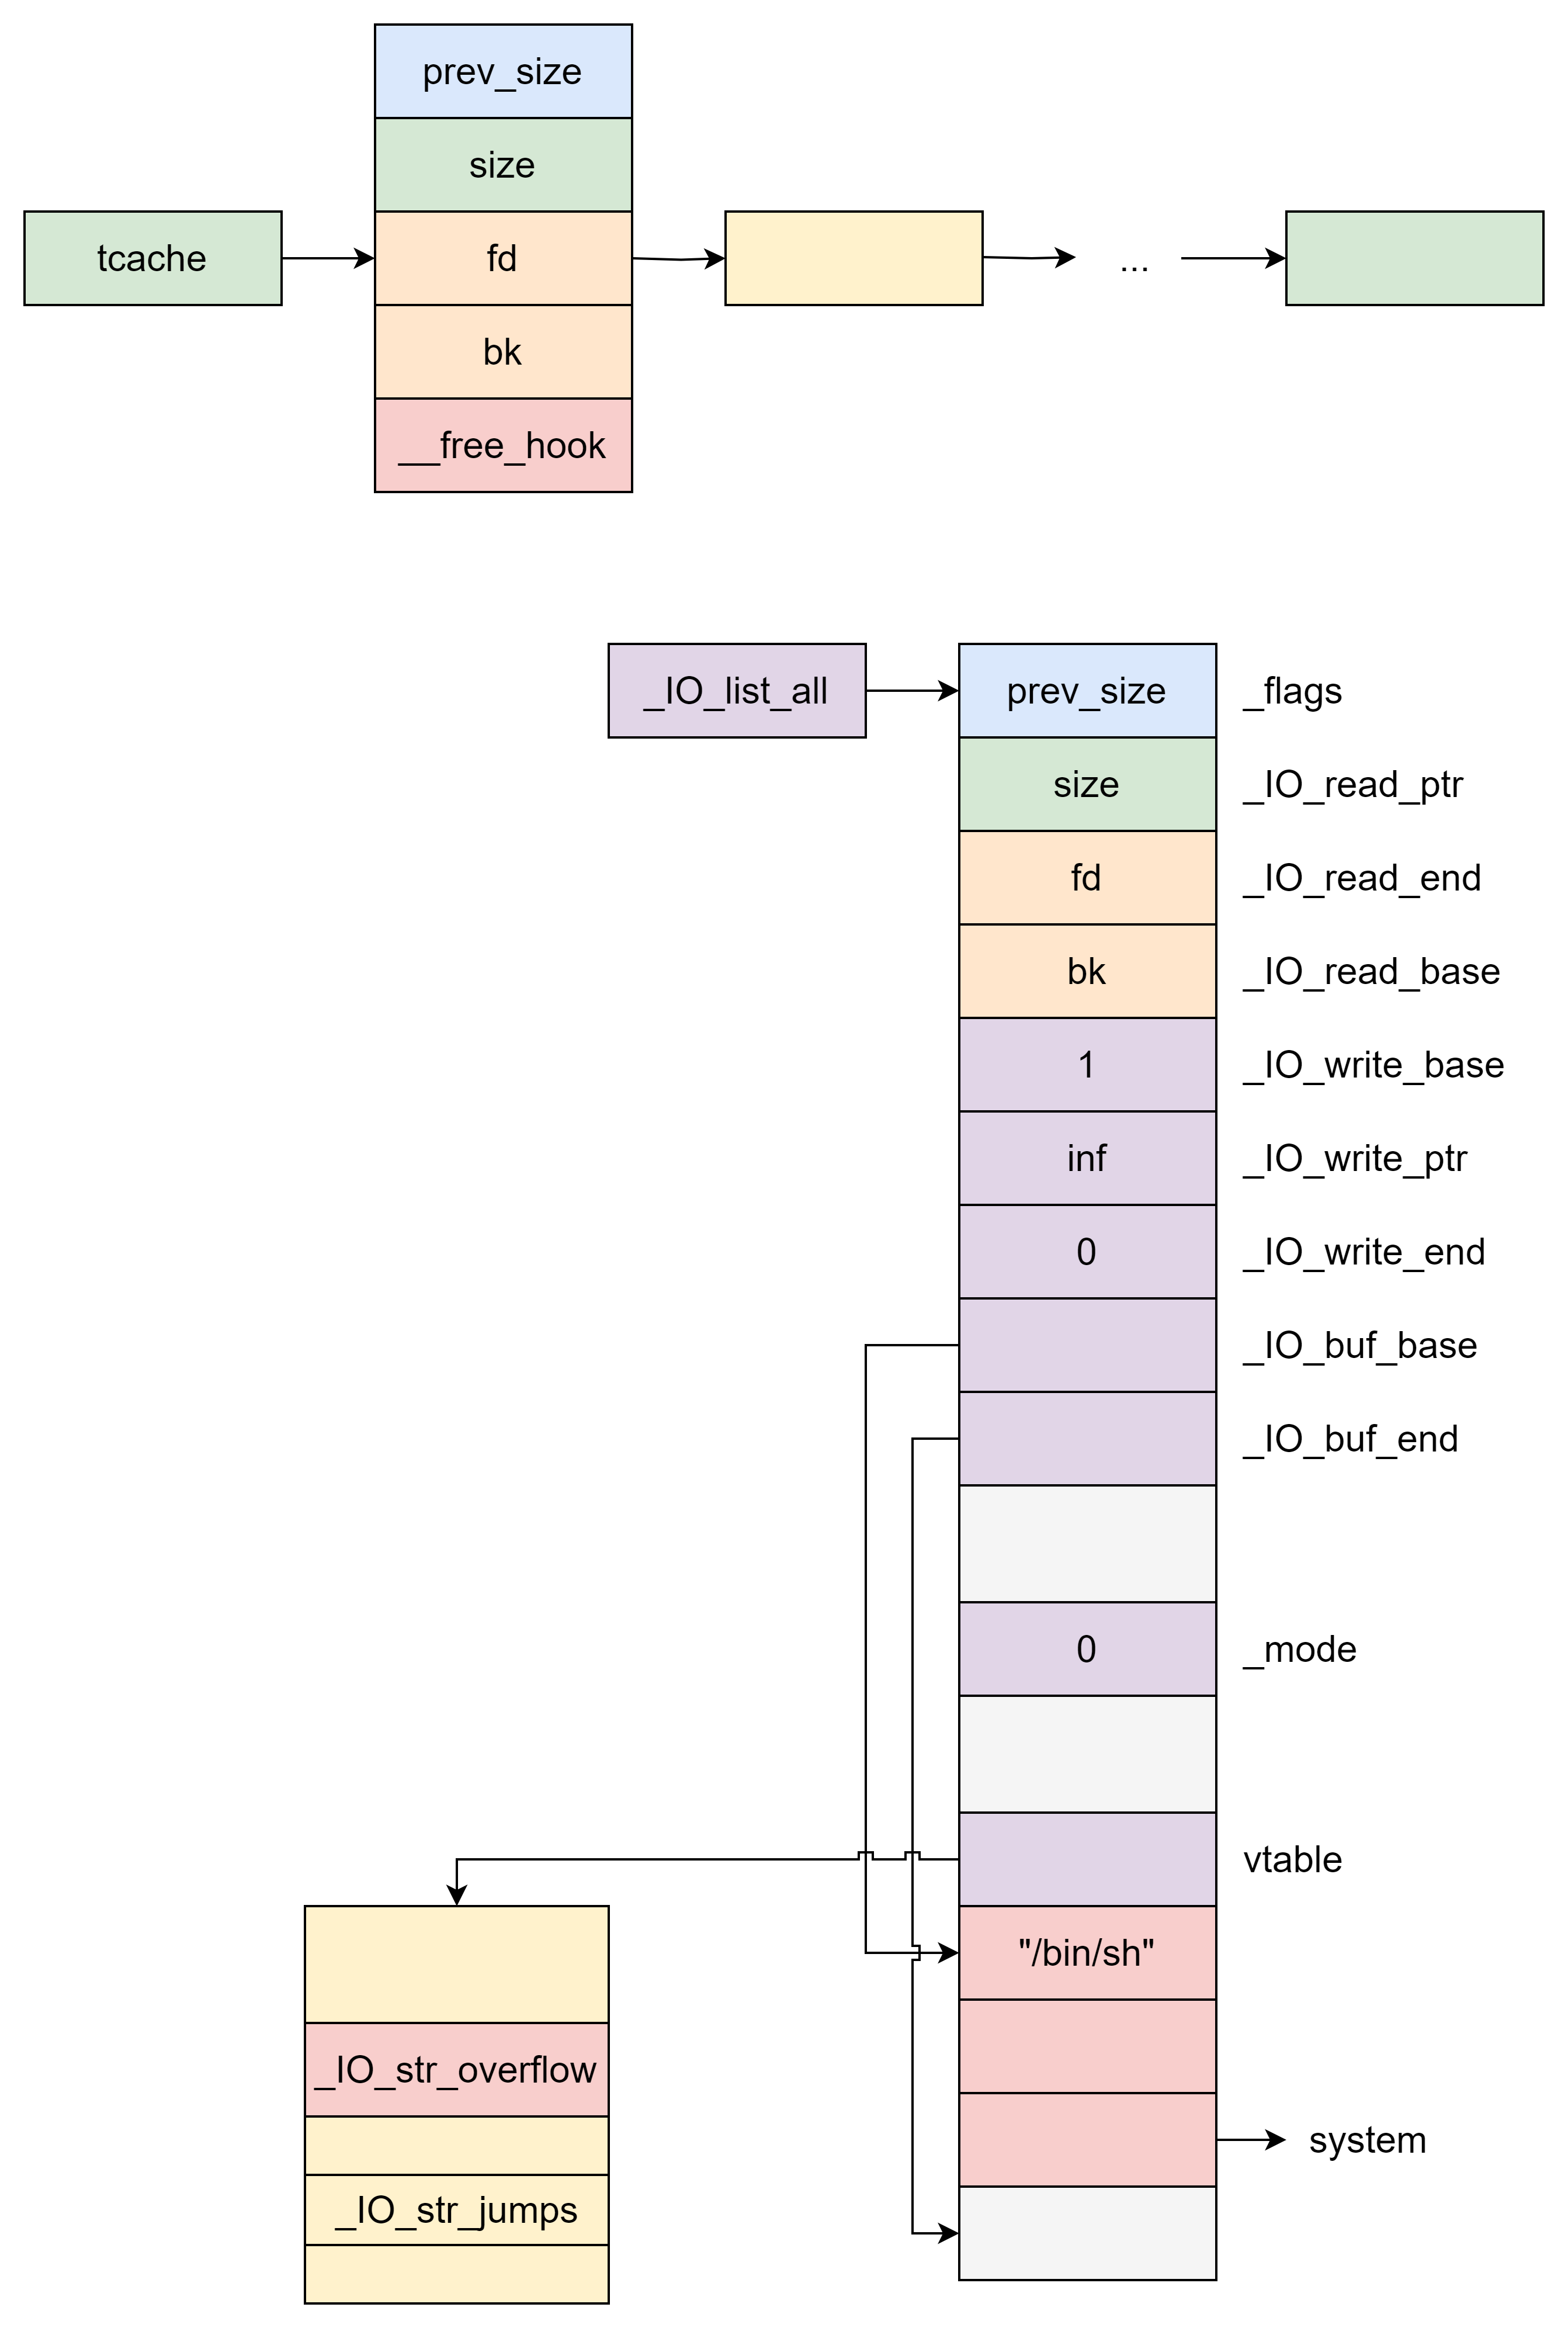 prev_size
size
tcache
fd
...
bk
__free_hook
_IO_list_all
prev_size
_flags
size
_IO_read_ptr
fd
_IO_read_end
bk
_IO_read_base
1
_IO_write_base
inf
_IO_write_ptr
0
_IO_write_end
_IO_buf_base
_IO_buf_end
0
_mode
vtable
"/bin/sh"
_IO_str_overflow
system
_IO_str_jumps